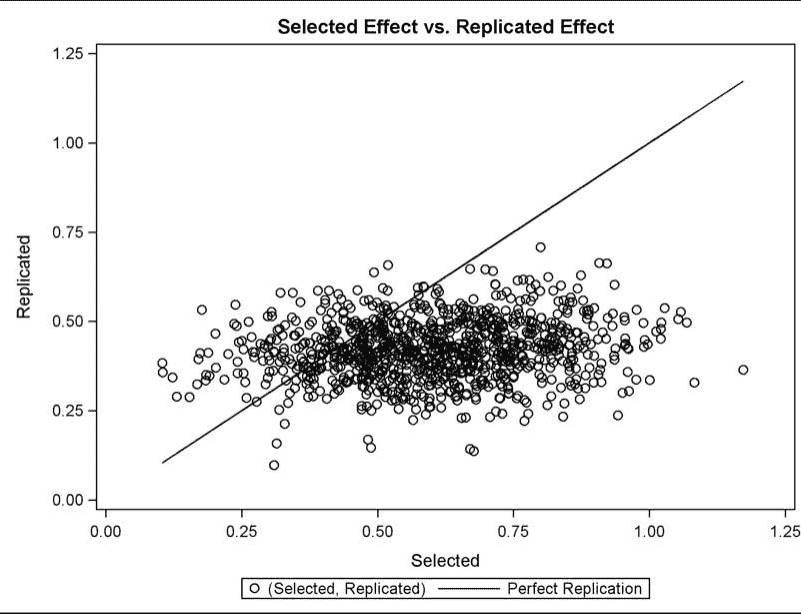 Selected Effect vs. Replicated Effect
1.25
1.00
0.75
0.50
0.25
0.00
Replicated
0.00 0.25 0.50 0.75 1.00 1.25
Selected
(Selected, Replicated) Perfect Replication